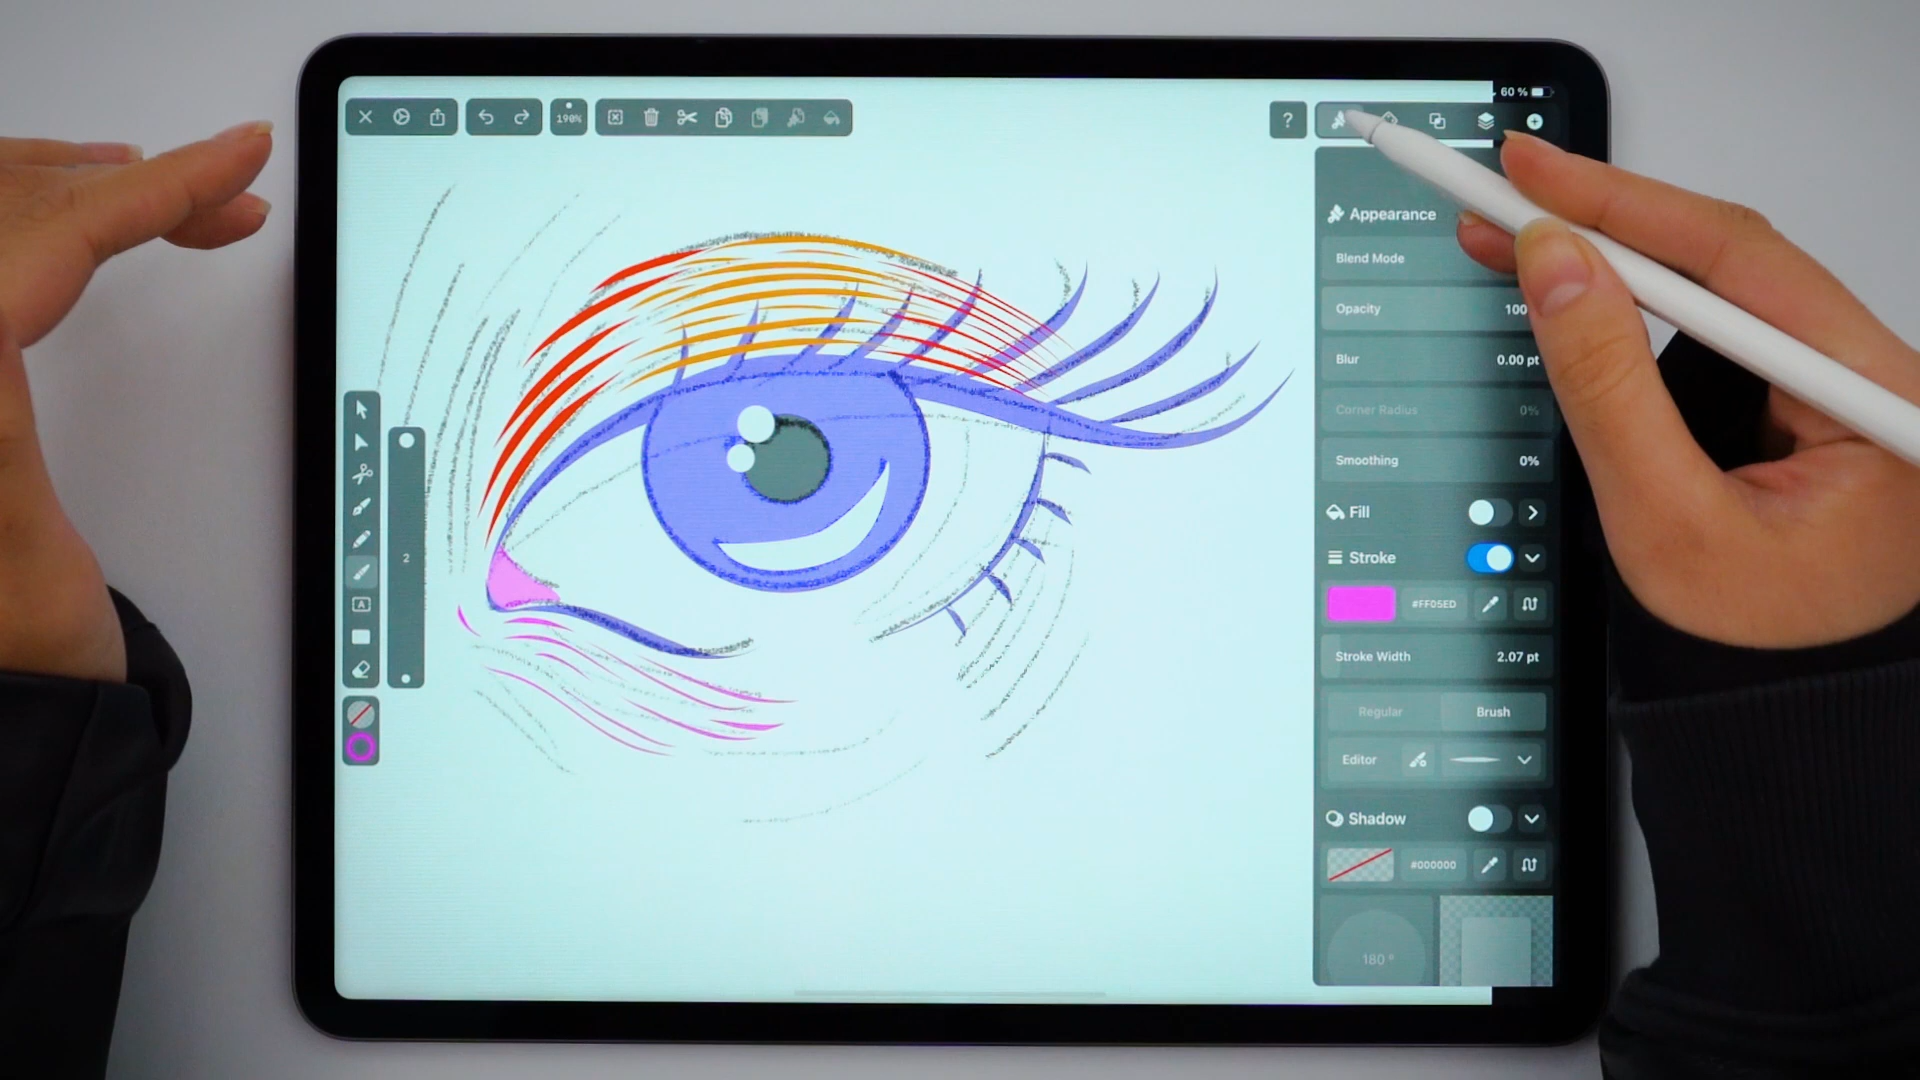 60 %
190%
?
Appearance
Blend Mode
Opacity 100
Blur 0.00 pt
Corner Radius 0%
Smoothing 0%
2
Fill
Stroke
#FF05ED
A
Stroke Width 2.07 pt
Regular Brush
Editor
Shadow
#000000
180 °